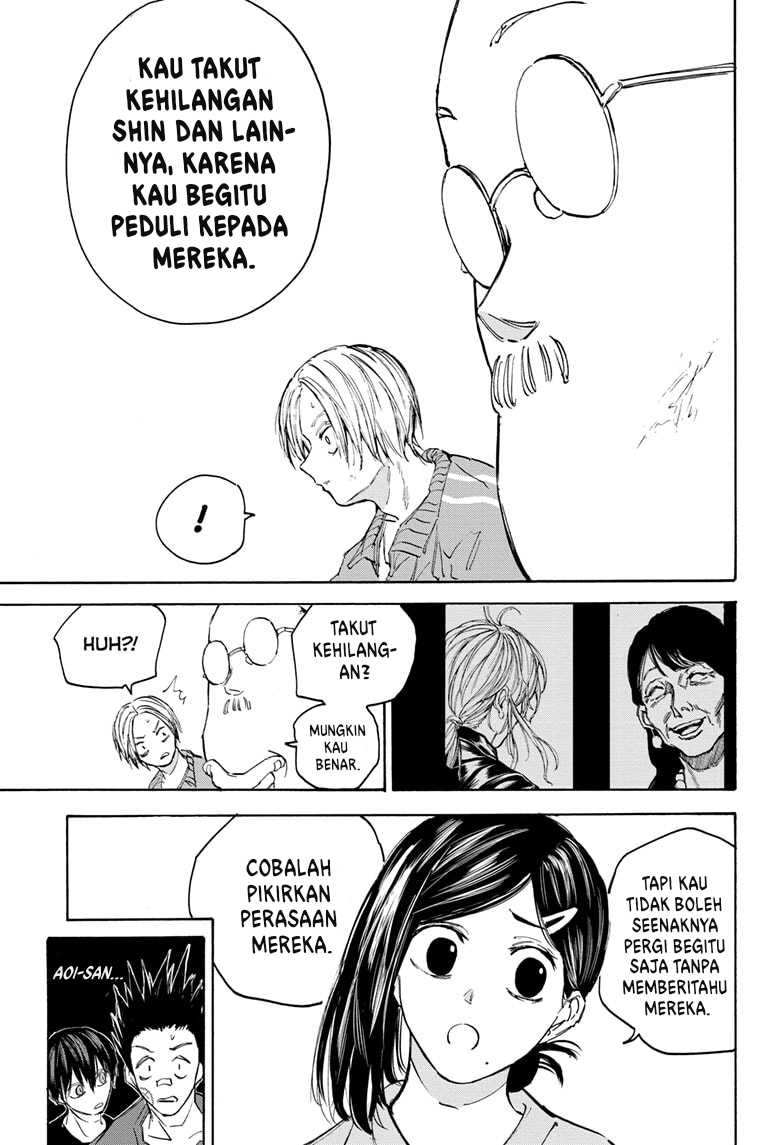 KAU TAKUT
KEHILANGAN
SHIN DAN LAIN-
NYA, KARENA
KAU BEGITU
PEDULI KEPADA
MEREKA.
!
TAKUT
KEHILANG-
AN?
MUNGKIN
KAU
BENAR.
HUH?!
TAPI KAU
TIDAK BOLEH
SEENAKNYA
PERGI BEGITU
SAJA TANPA
MEMBERITAHU
MEREKA.
COBALAH
PIKIRKAN
PERASAAN
MEREKA.
AOI-SAN...